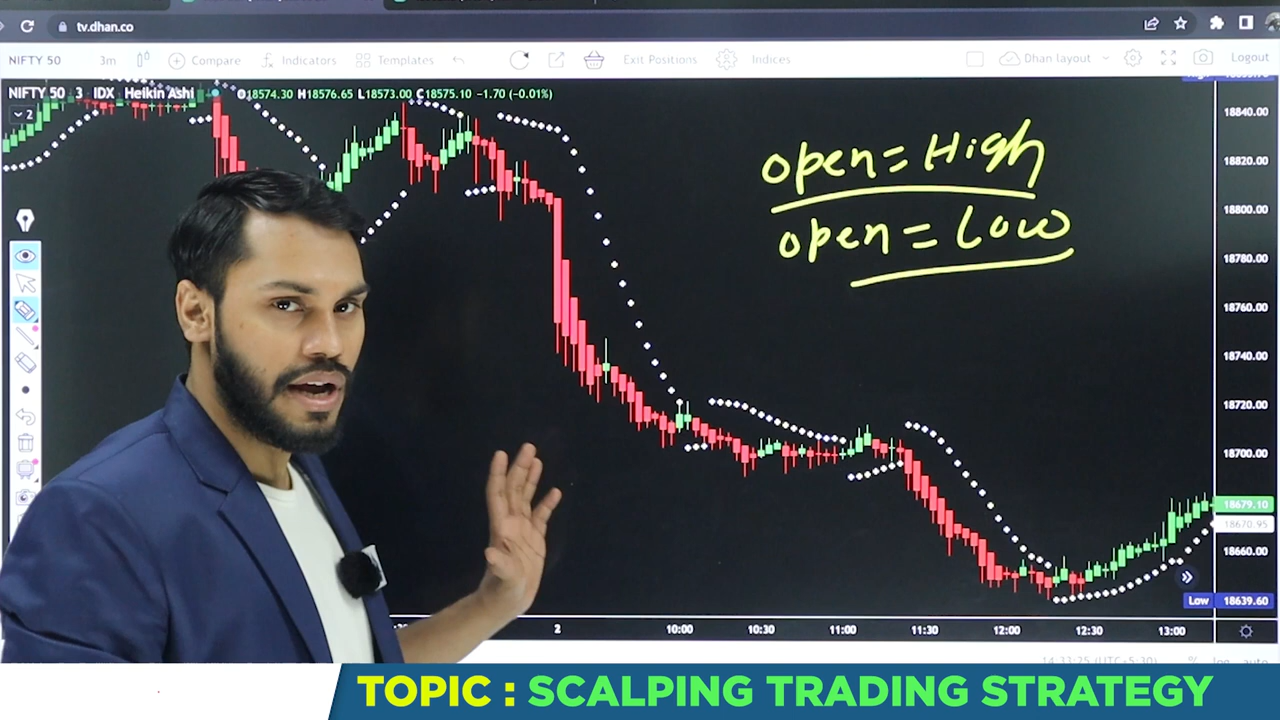 tv.dhan.co
NIFTY 50 3m Compare Indicators Templates Exit Positions Indices Dhan layout Logout
NIFTY 50 3 IDX Heikin Ashi O18574.30 H18576.65 L18573.00 C18575.10 −1.70 (−0.01%)
2
open = High
open = Low
18840.00
18820.00
18800.00
18780.00
18760.00
18740.00
18720.00
18700.00
18679.10
18670.95
18660.00
Low 18639.60
2 10:00 10:30 11:00 11:30 12:00 12:30 13:00
TOPIC : SCALPING TRADING STRATEGY